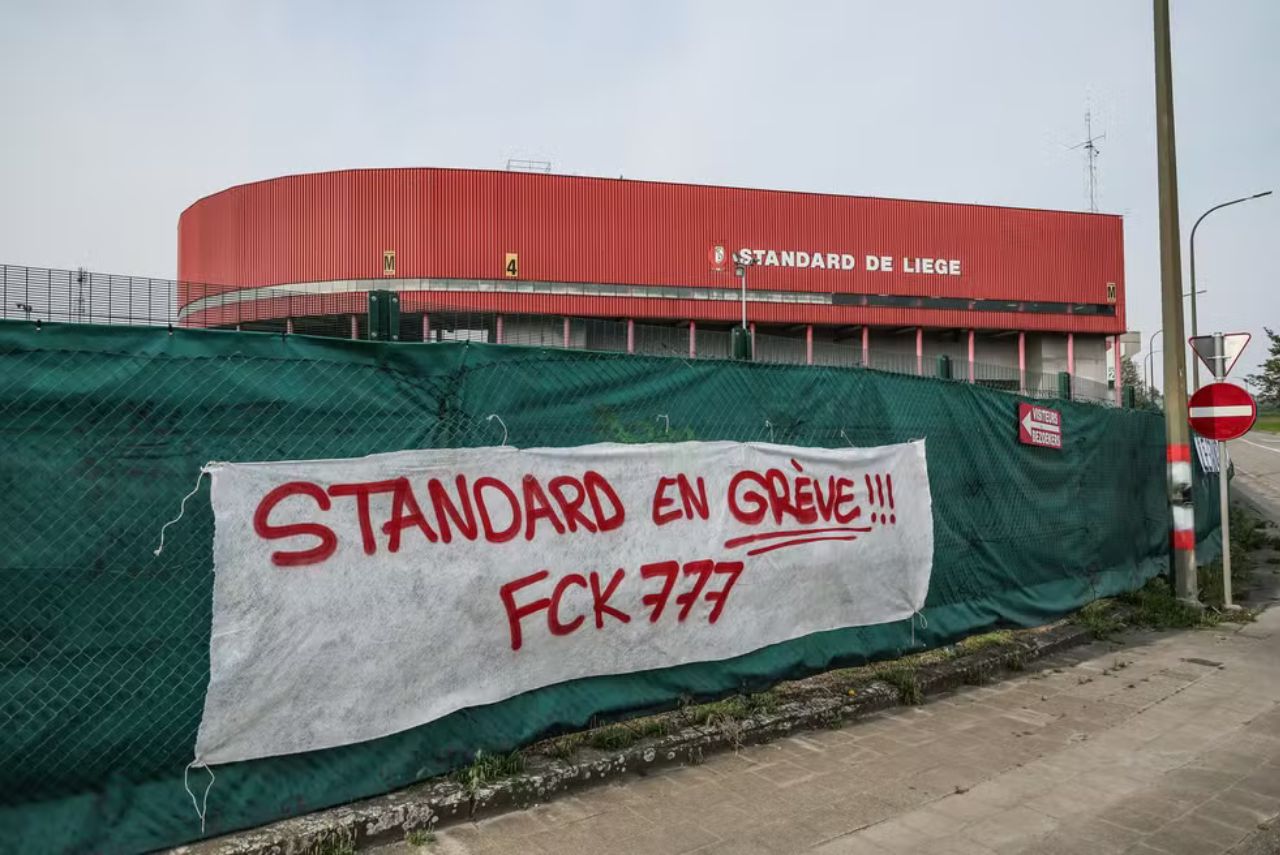 M
4
STANDARD DE LIEGE
M
VISITEURS
BEZOEKERS
STANDARD EN GRÈVE!!!
FCK 777